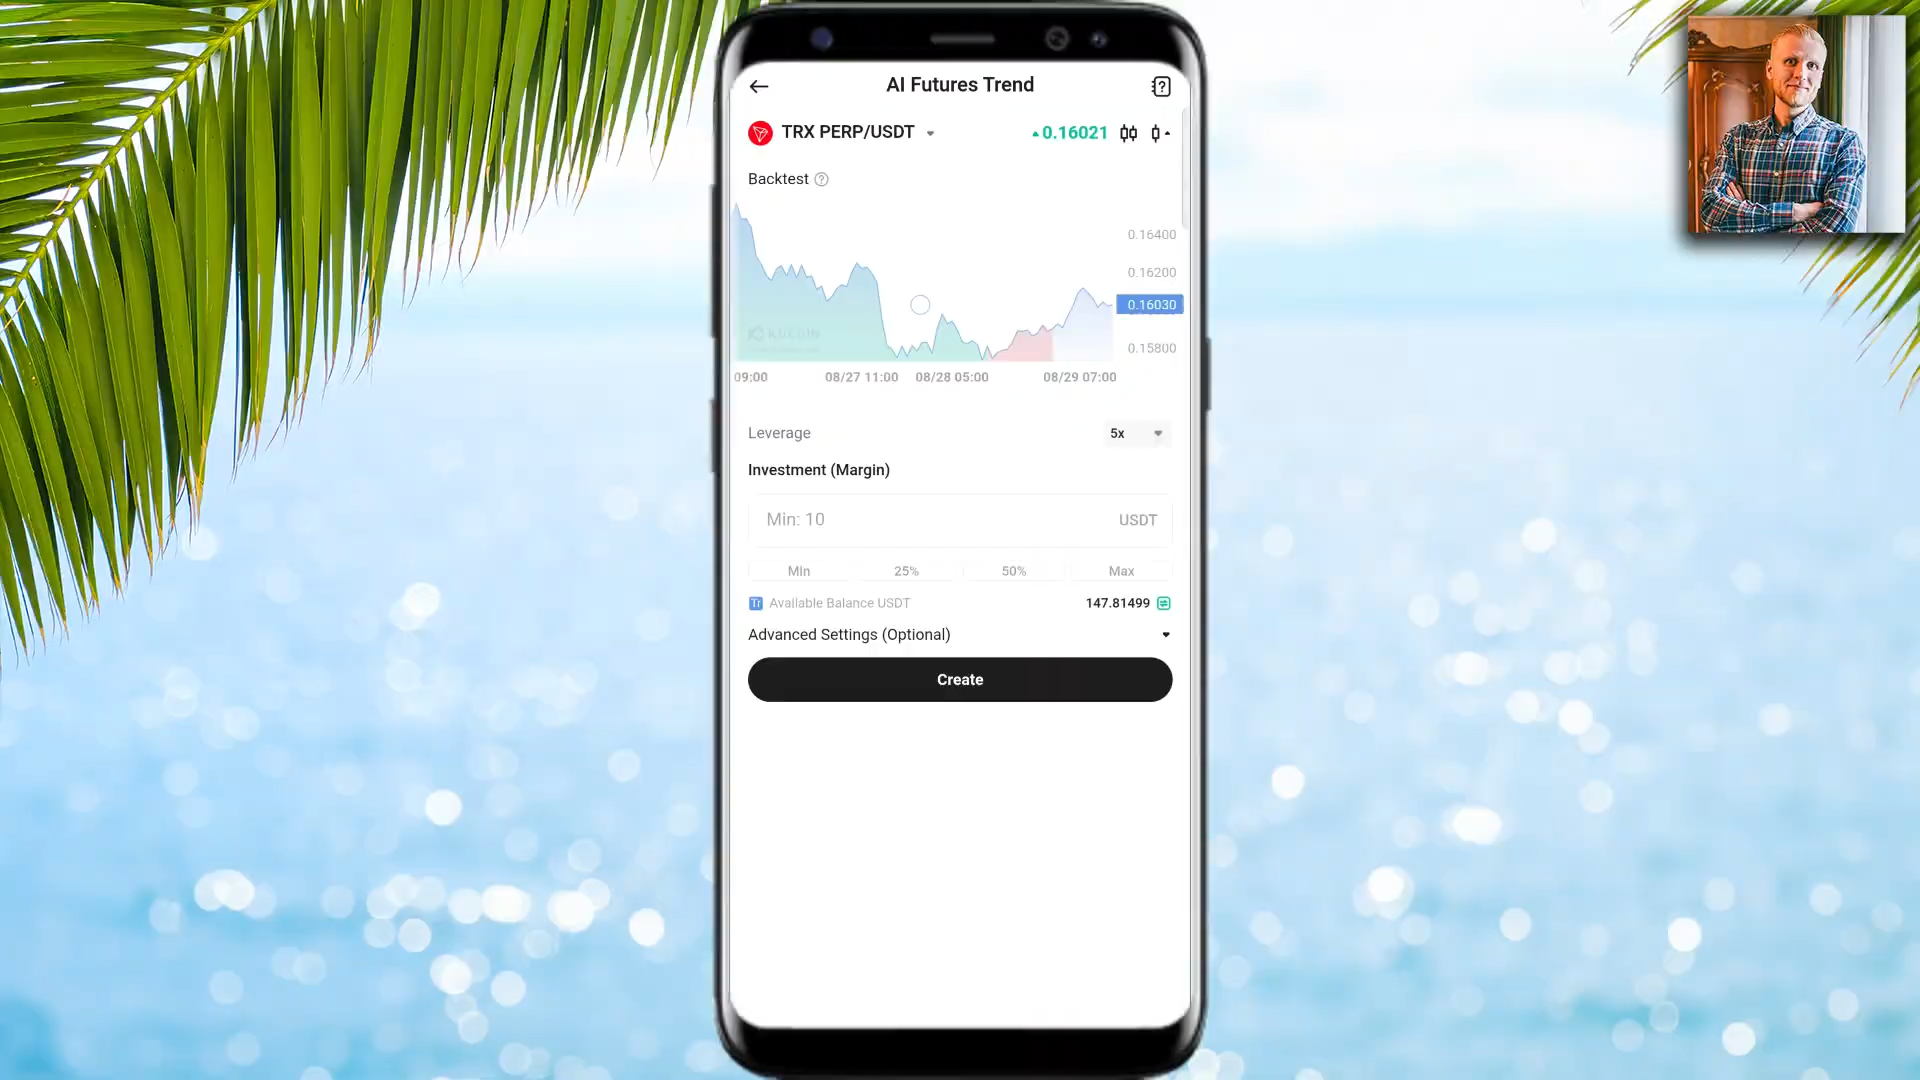 AI Futures Trend
TRX PERP/USDT
0.16021
Backtest
0.16400
0.16200
0.16030
0.15800
KUCOIN
09:00
08/27 11:00
08/28 05:00
08/29 07:00
Leverage
5x
Investment (Margin)
Min: 10
USDT
Min
25%
50%
Max
Tr
Available Balance USDT
147.81499
Advanced Settings (Optional)
Create